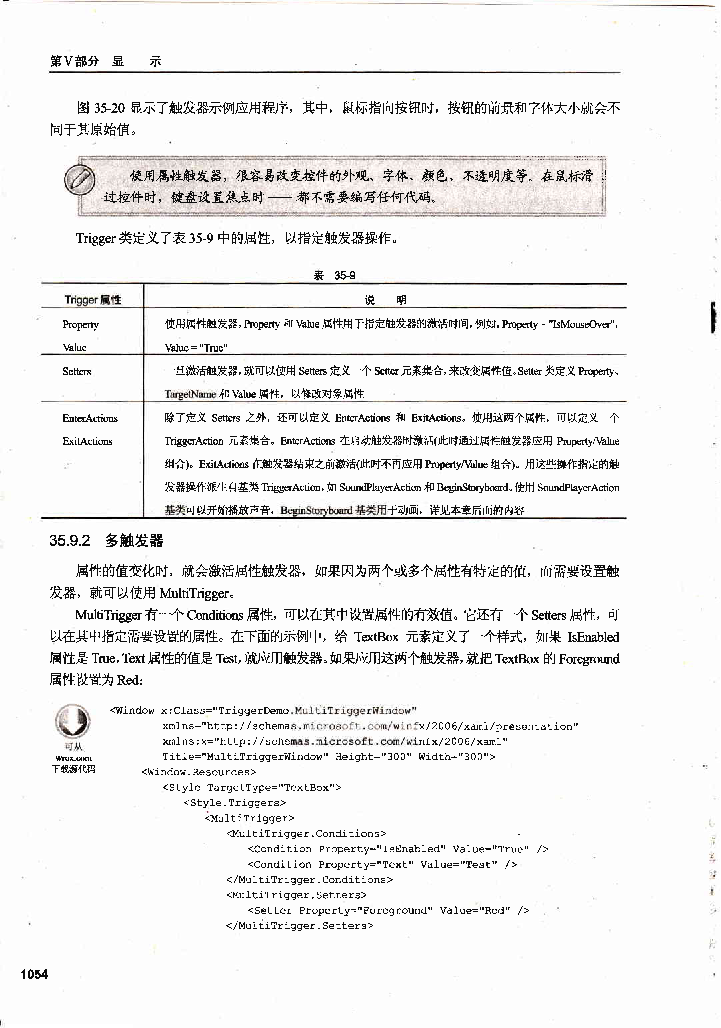 第V部分 显 示
图 35-20 显示了触发器示例应用程序，其中，鼠标指向按钮时，按钮的前景和字体大小就会不
同于其原始值。
使用属性触发器，很容易改变控件的外观、字体、颜色、不透明度等。在鼠标滑
过控件时，键盘设置焦点时——都不需要编写任何代码。
Trigger 类定义了表 35-9 中的属性，以指定触发器操作。
表 35-9
Trigger 属性 说 明
Property
Value
使用属性触发器，Property 和 Value 属性用于指定触发器的激活时间，例如，Property = "IsMouseOver"，
Value = "True"
Setters
一旦激活触发器，就可以使用 Setters 定义一个 Setter 元素集合，来改变属性值。Setter 类定义 Property、
TargetName 和 Value 属性，以修改对象属性
EnterActions
ExitActions
除了定义 Setters 之外，还可以定义 EnterActions 和 ExitActions。使用这两个属性，可以定义一个
TriggerAction 元素集合。EnterActions 在启动触发器时激活(此时通过属性触发器应用 Property/Value
组合)。ExitActions 在触发器结束之前激活(此时不再应用 Property/Value 组合)。用这些操作指定的触
发器操作派生自基类 TriggerAction，如 SoundPlayerAction 和 BeginStoryboard。使用 SoundPlayerAction
基类可以开始播放声音，BeginStoryboard 基类用于动画，详见本章后面的内容
35.9.2 多触发器
属性的值变化时，就会激活属性触发器，如果因为两个或多个属性有特定的值，而需要设置触
发器，就可以使用 MultiTrigger。
MultiTrigger 有一个 Conditions 属性，可以在其中设置属性的有效值。它还有一个 Setters 属性，可
以在其中指定需要设置的属性。在下面的示例中，给 TextBox 元素定义了一个样式，如果 IsEnabled
属性是 True，Text 属性的值是 Test，就应用触发器。如果应用这两个触发器，就把 TextBox 的 Foreground
属性设置为 Red：
可从
wrox.com
下载源代码
<Window x:Class="TriggerDemo.MultiTriggerWindow"
xmlns="http://schemas.microsoft.com/winfx/2006/xaml/presentation"
xmlns:x="http://schemas.microsoft.com/winfx/2006/xaml"
Title="MultiTriggerWindow" Height="300" Width="300">
<Window.Resources>
<Style TargetType="TextBox">
<Style.Triggers>
<MultiTrigger>
<MultiTrigger.Conditions>
<Condition Property="IsEnabled" Value="True" />
<Condition Property="Text" Value="Test" />
</MultiTrigger.Conditions>
<MultiTrigger.Setters>
<Setter Property="Foreground" Value="Red" />
</MultiTrigger.Setters>
1054